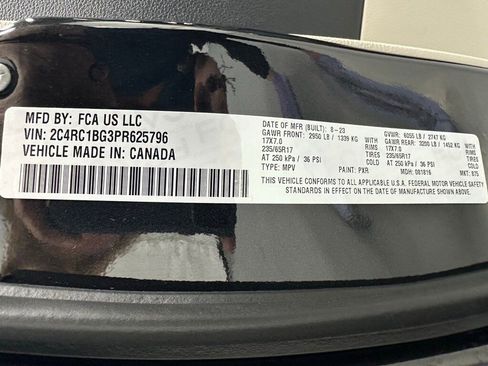 MFD BY: FCA US LLC
VIN: 2C4RC1BG3PR625796
VEHICLE MADE IN: CANADA
DATE OF MFR (BUILT): 8-23 GVWR: 6055 LB / 2747 KG
GAWR FRONT: 2950 LB / 1339 KG GAWR REAR: 3200 LB / 1452 KG
17X7.0 RIMS 17X7.0 RIMS
235/65R17 TIRES 235/65R17 TIRES
AT 250 kPa / 36 PSI COLD AT 250 kPa / 36 PSI COLD
TYPE: MPV PAINT: PXR MDH: 081816 MKT: 875
THIS VEHICLE CONFORMS TO ALL APPLICABLE U.S.A. FEDERAL MOTOR VEHICLE SAFETY
STANDARDS IN EFFECT ON THE DATE OF MANUFACTURE SHOWN ABOVE.